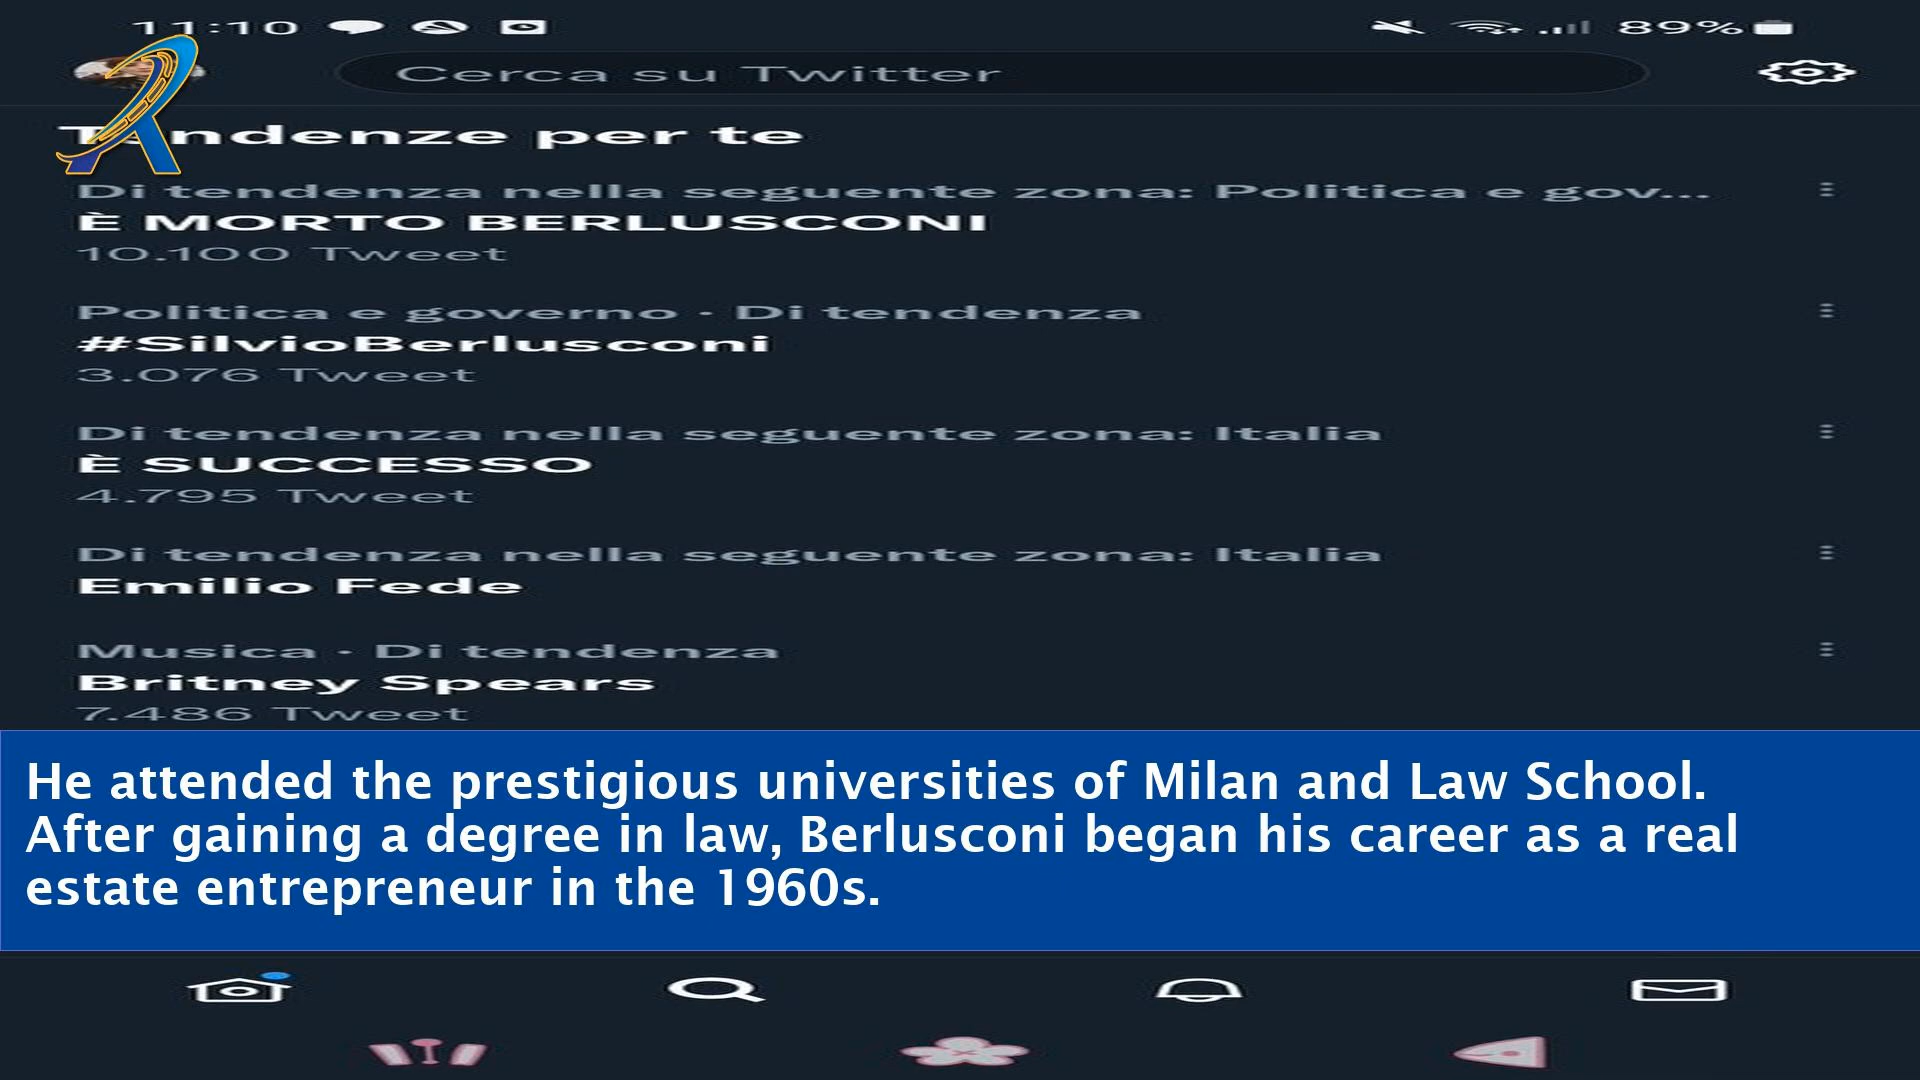 11:10
89%
Cerca su Twitter
Tendenze per te
Di tendenza nella seguente zona: Politica e gov...
È MORTO BERLUSCONI
10.100 Tweet
Politica e governo · Di tendenza
#SilvioBerlusconi
3.076 Tweet
Di tendenza nella seguente zona: Italia
È SUCCESSO
4.795 Tweet
Di tendenza nella seguente zona: Italia
Emilio Fede
Musica · Di tendenza
Britney Spears
7.486 Tweet
He attended the prestigious universities of Milan and Law School.
After gaining a degree in law, Berlusconi began his career as a real
estate entrepreneur in the 1960s.